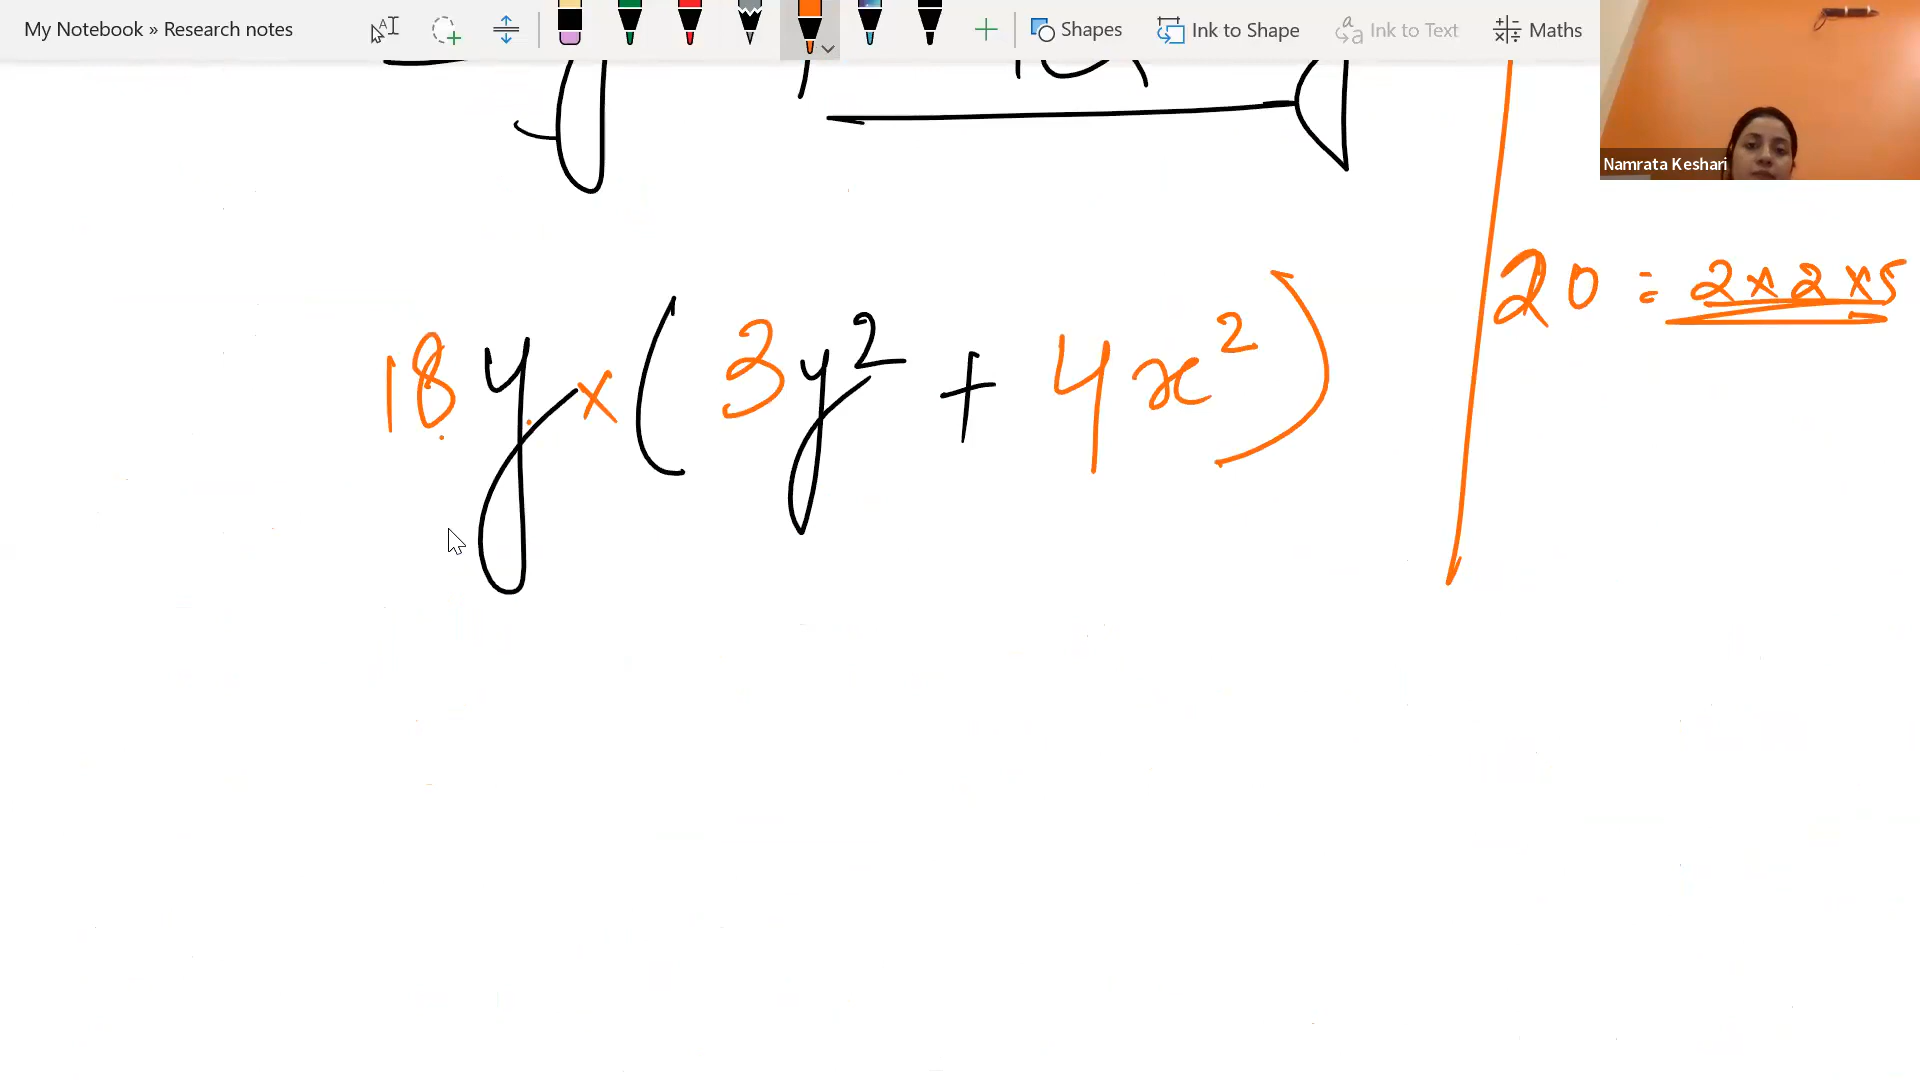 My Notebook » Research notes
Shapes
Ink to Shape
Ink to Text
Maths
Namrata Keshari
20 = 2×2×5
18y×(3y²+4x²)